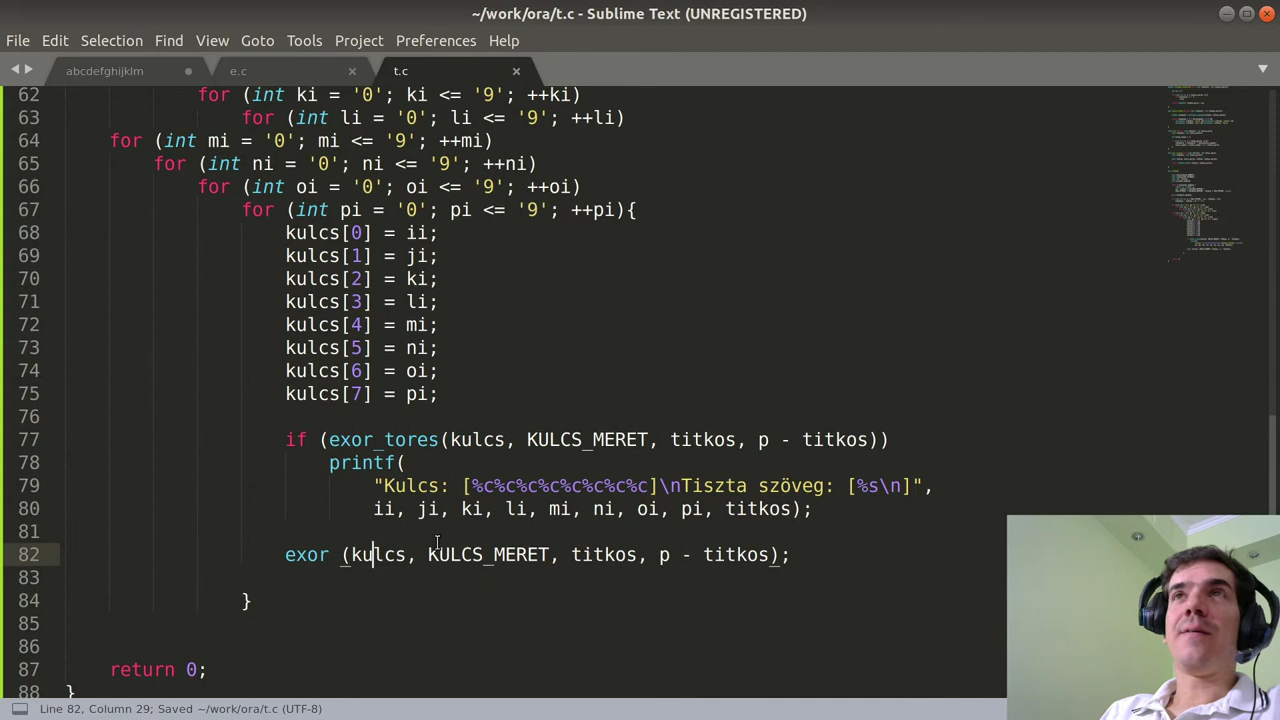 ~/work/ora/t.c - Sublime Text (UNREGISTERED)
File Edit Selection Find View Goto Tools Project Preferences Help
abcdefghijklm e.c t.c
62 for (int ki = '0'; ki <= '9'; ++ki)
63 for (int li = '0'; li <= '9'; ++li)
64 for (int mi = '0'; mi <= '9'; ++mi)
65 for (int ni = '0'; ni <= '9'; ++ni)
66 for (int oi = '0'; oi <= '9'; ++oi)
67 for (int pi = '0'; pi <= '9'; ++pi){
68 kulcs[0] = ii;
69 kulcs[1] = ji;
70 kulcs[2] = ki;
71 kulcs[3] = li;
72 kulcs[4] = mi;
73 kulcs[5] = ni;
74 kulcs[6] = oi;
75 kulcs[7] = pi;
76
77 if (exor_tores(kulcs, KULCS_MERET, titkos, p - titkos))
78 printf(
79 "Kulcs: [%c%c%c%c%c%c%c%c]\nTiszta szöveg: [%s\n]",
80 ii, ji, ki, li, mi, ni, oi, pi, titkos);
81
82 exor (kulcs, KULCS_MERET, titkos, p - titkos);
83
84 }
85
86
87 return 0;
88 }
Line 82, Column 29; Saved ~/work/ora/t.c (UTF-8)